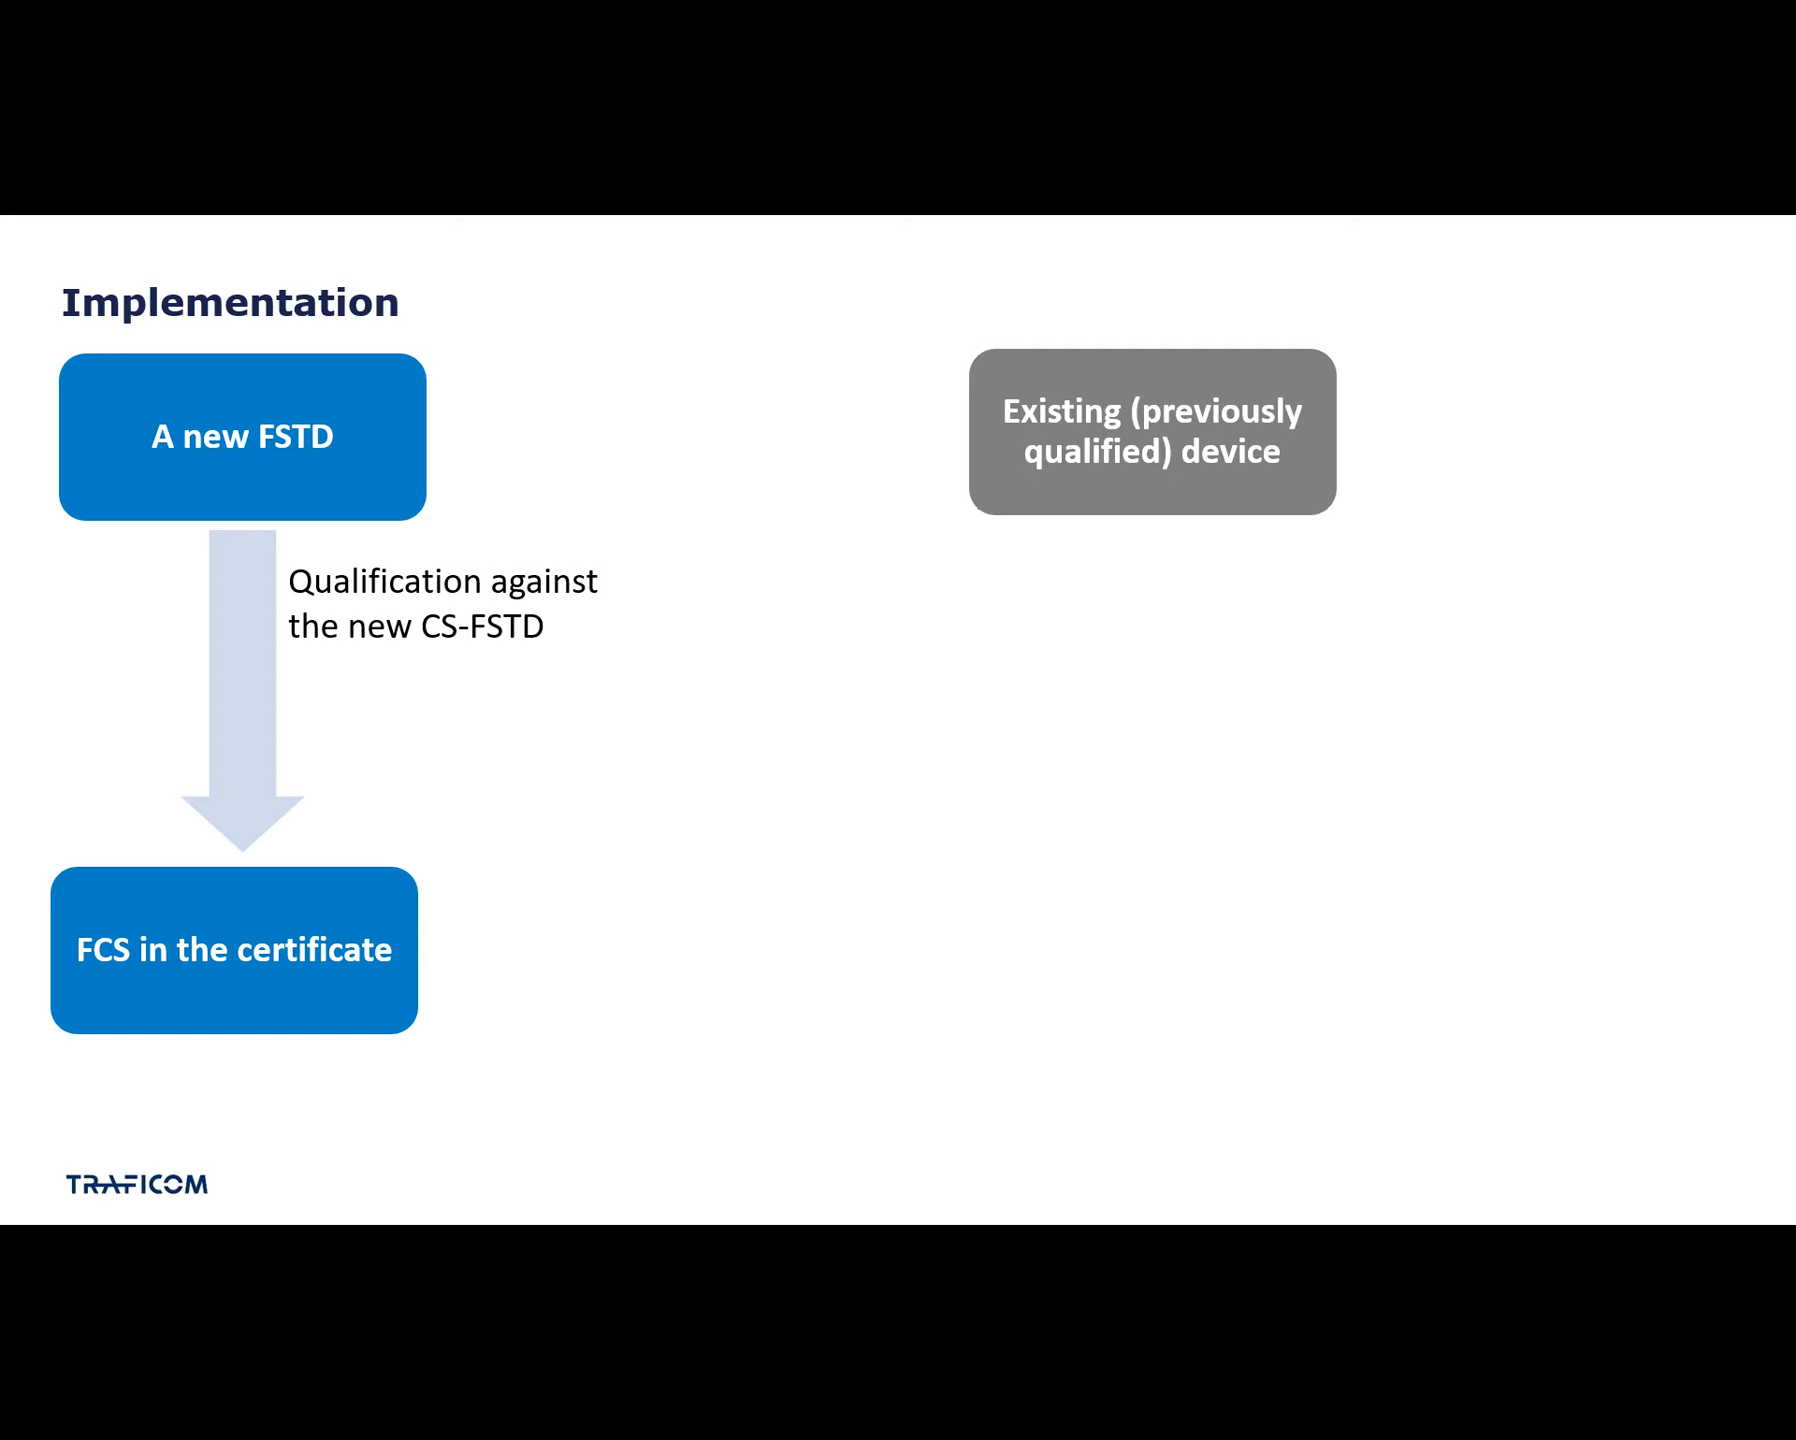 Implementation
A new FSTD
Existing (previously
qualified) device
Qualification against
the new CS-FSTD
FCS in the certificate
TRAFICOM